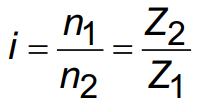 i = n₁/n₂ = Z₂/Z₁